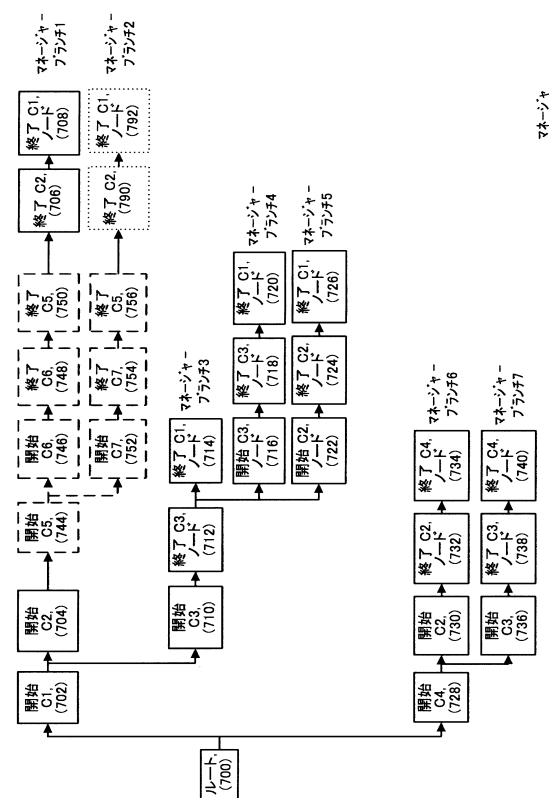 マネージャー
ブランチ1
マネージャー
ブランチ2
終了 C1,
ノード
(708)
終了 C1,
ノード
(792)
終了 C2,
(706)
終了 C2,
(790)
終了
C5,
(750)
終了
C5,
(756)
終了
C6,
(748)
終了
C7,
(754)
開始
C6,
(746)
開始
C7,
(752)
開始
C5,
(744)
開始
C2,
(704)
開始
C1,
(702)
マネージャー
ブランチ3
終了 C1,
ノード
(714)
終了 C3,
ノード
(712)
開始
C3,
(710)
マネージャー
ブランチ4
マネージャー
ブランチ5
終了 C1,
ノード
(720)
終了 C1,
ノード
(726)
終了 C3,
ノード
(718)
終了 C2,
ノード
(724)
開始 C3,
ノード
(716)
開始 C2,
ノード
(722)
ルート,
(700)
マネージャー
ブランチ6
マネージャー
ブランチ7
終了 C4,
ノード
(734)
終了 C4,
ノード
(740)
終了 C2,
ノード
(732)
終了 C3,
ノード
(738)
開始
C2,
(730)
開始
C3,
(736)
開始
C4,
(728)
マネージャ